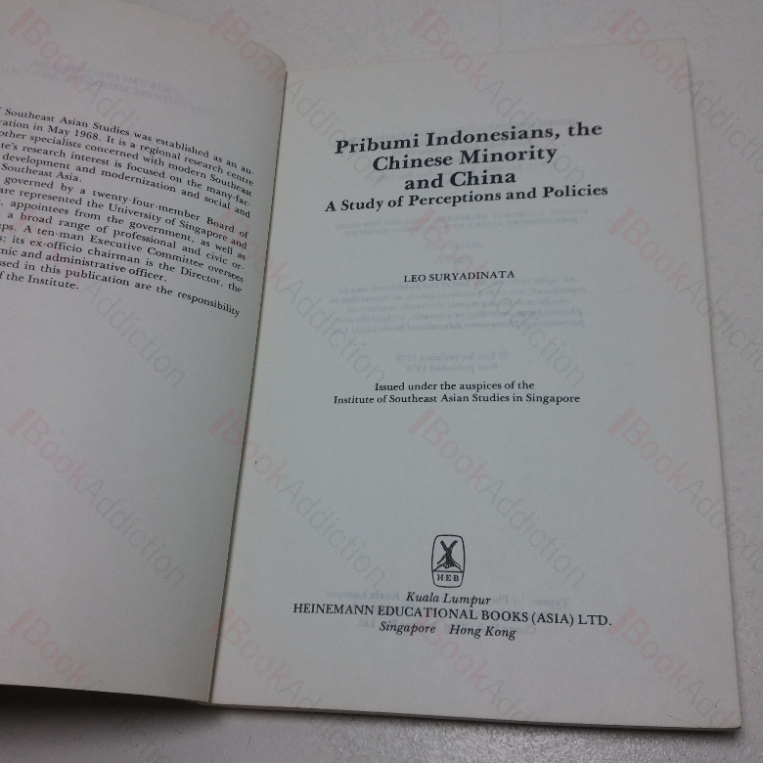 f Southeast Asian Studies was established as an au-
ation in May 1968. It is a regional research centre
other specialists concerned with modern Southeast
te's research interest is focused on the many-fac-
development and modernization and social and
Southeast Asia.
governed by a twenty-four-member Board of
are represented the University of Singapore and
, appointees from the government, as well as
a broad range of professional and civic or-
ps. A ten-man Executive Committee oversees
s; its ex-officio chairman is the Director, the
mic and administrative officer.
ssed in this publication are the responsibility
f the Institute.
Pribumi Indonesians, the
Chinese Minority
and China
A Study of Perceptions and Policies
LEO SURYADINATA
Issued under the auspices of the
Institute of Southeast Asian Studies in Singapore
HEB
Kuala Lumpur
HEINEMANN EDUCATIONAL BOOKS (ASIA) LTD.
Singapore Hong Kong
BookAddiction